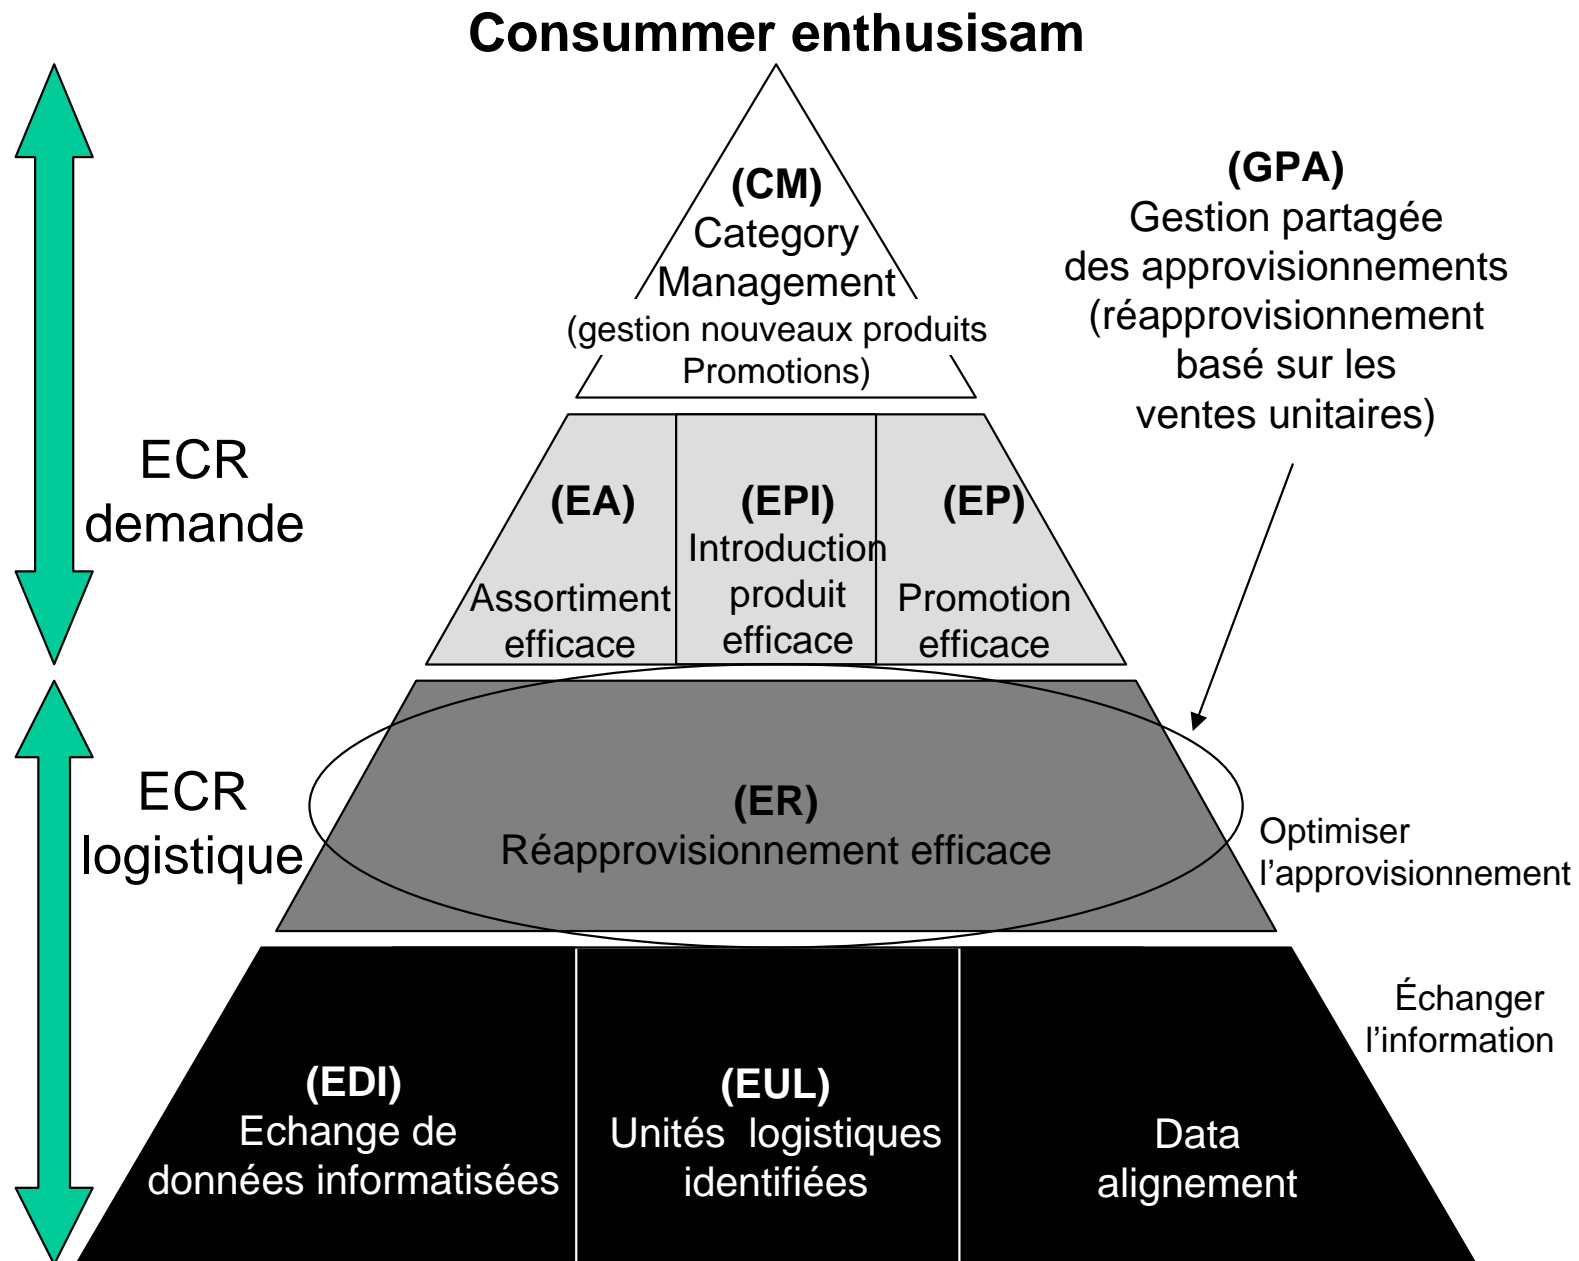 Consummer enthusisam
(CM)
Category
Management
(gestion nouveaux produits
Promotions)
(GPA)
Gestion partagée
des approvisionnements
(réapprovisionnement
basé sur les
ventes unitaires)
ECR
demande
(EA)
Assortiment
efficace
(EPI)
Introduction
produit
efficace
(EP)
Promotion
efficace
ECR
logistique
(ER)
Réapprovisionnement efficace
Optimiser
l’approvisionnement
Échanger
l’information
(EDI)
Echange de
données informatisées
(EUL)
Unités logistiques
identifiées
Data
alignement